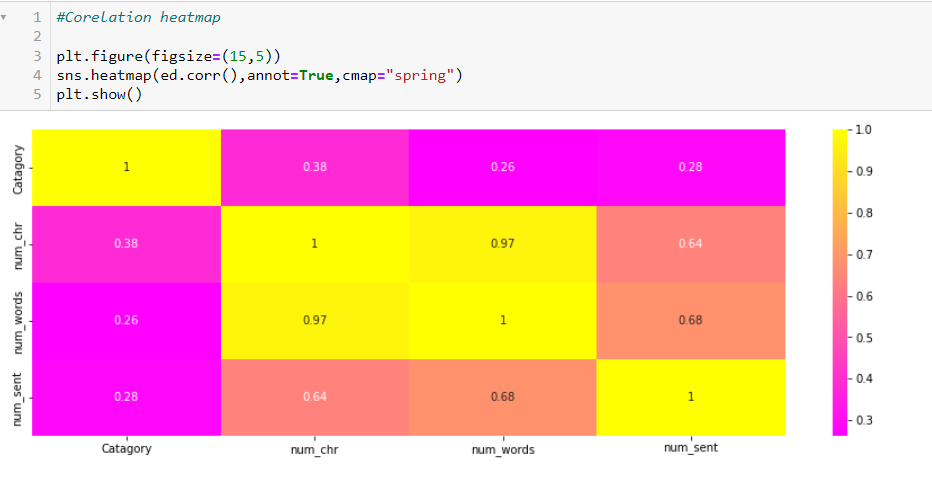 1 #Corelation heatmap
2
3 plt.figure(figsize=(15,5))
4 sns.heatmap(ed.corr(),annot=True,cmap="spring")
5 plt.show()
Catagory 1 0.38 0.26 0.28
num_chr 0.38 1 0.97 0.64
num_words 0.26 0.97 1 0.68
num_sent 0.28 0.64 0.68 1
Catagory num_chr num_words num_sent
1.0
0.9
0.8
0.7
0.6
0.5
0.4
0.3